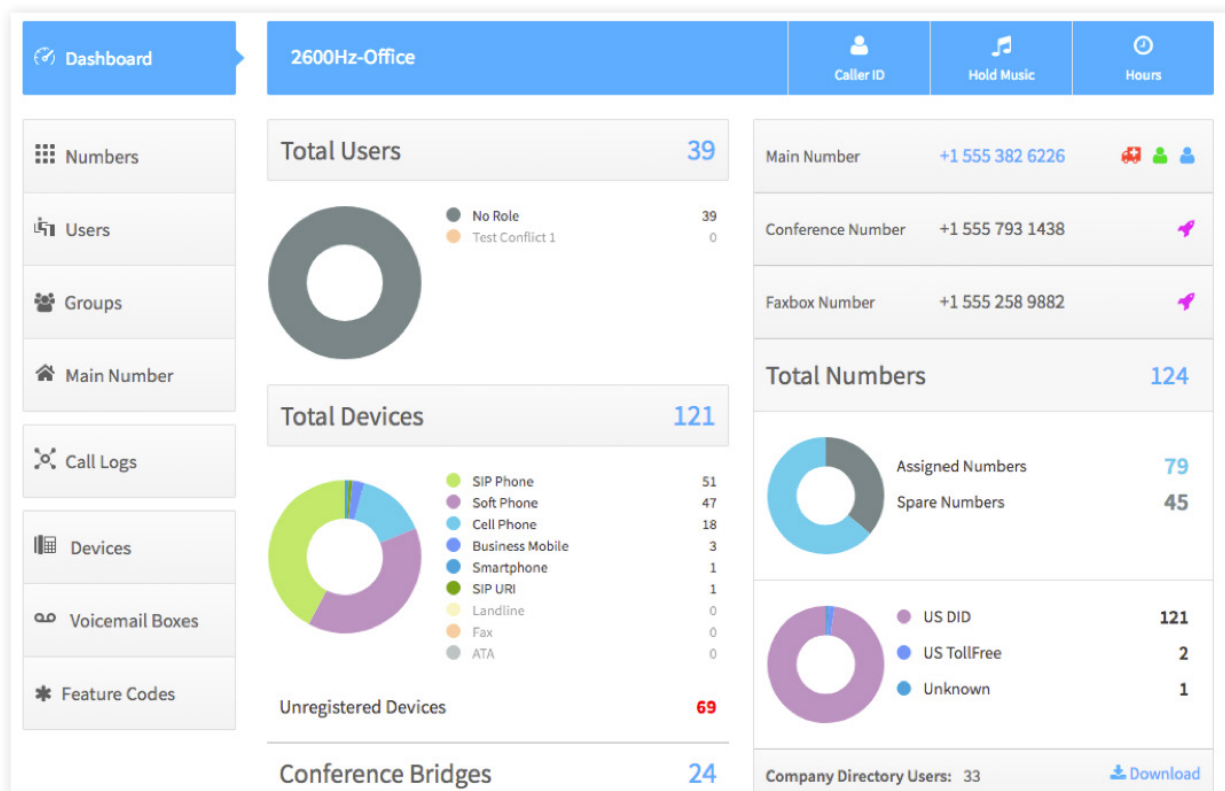 Dashboard
2600Hz-Office
Caller ID
Hold Music
Hours
Numbers
Users
Groups
Main Number
Call Logs
Devices
Voicemail Boxes
Feature Codes
Total Users 39
No Role 39
Test Conflict 1 0
Total Devices 121
SIP Phone 51
Soft Phone 47
Cell Phone 18
Business Mobile 3
Smartphone 1
SIP URI 1
Landline 0
Fax 0
ATA 0
Unregistered Devices 69
Conference Bridges 24
Main Number +1 555 382 6226
Conference Number +1 555 793 1438
Faxbox Number +1 555 258 9882
Total Numbers 124
Assigned Numbers 79
Spare Numbers 45
US DID 121
US TollFree 2
Unknown 1
Company Directory Users: 33 Download